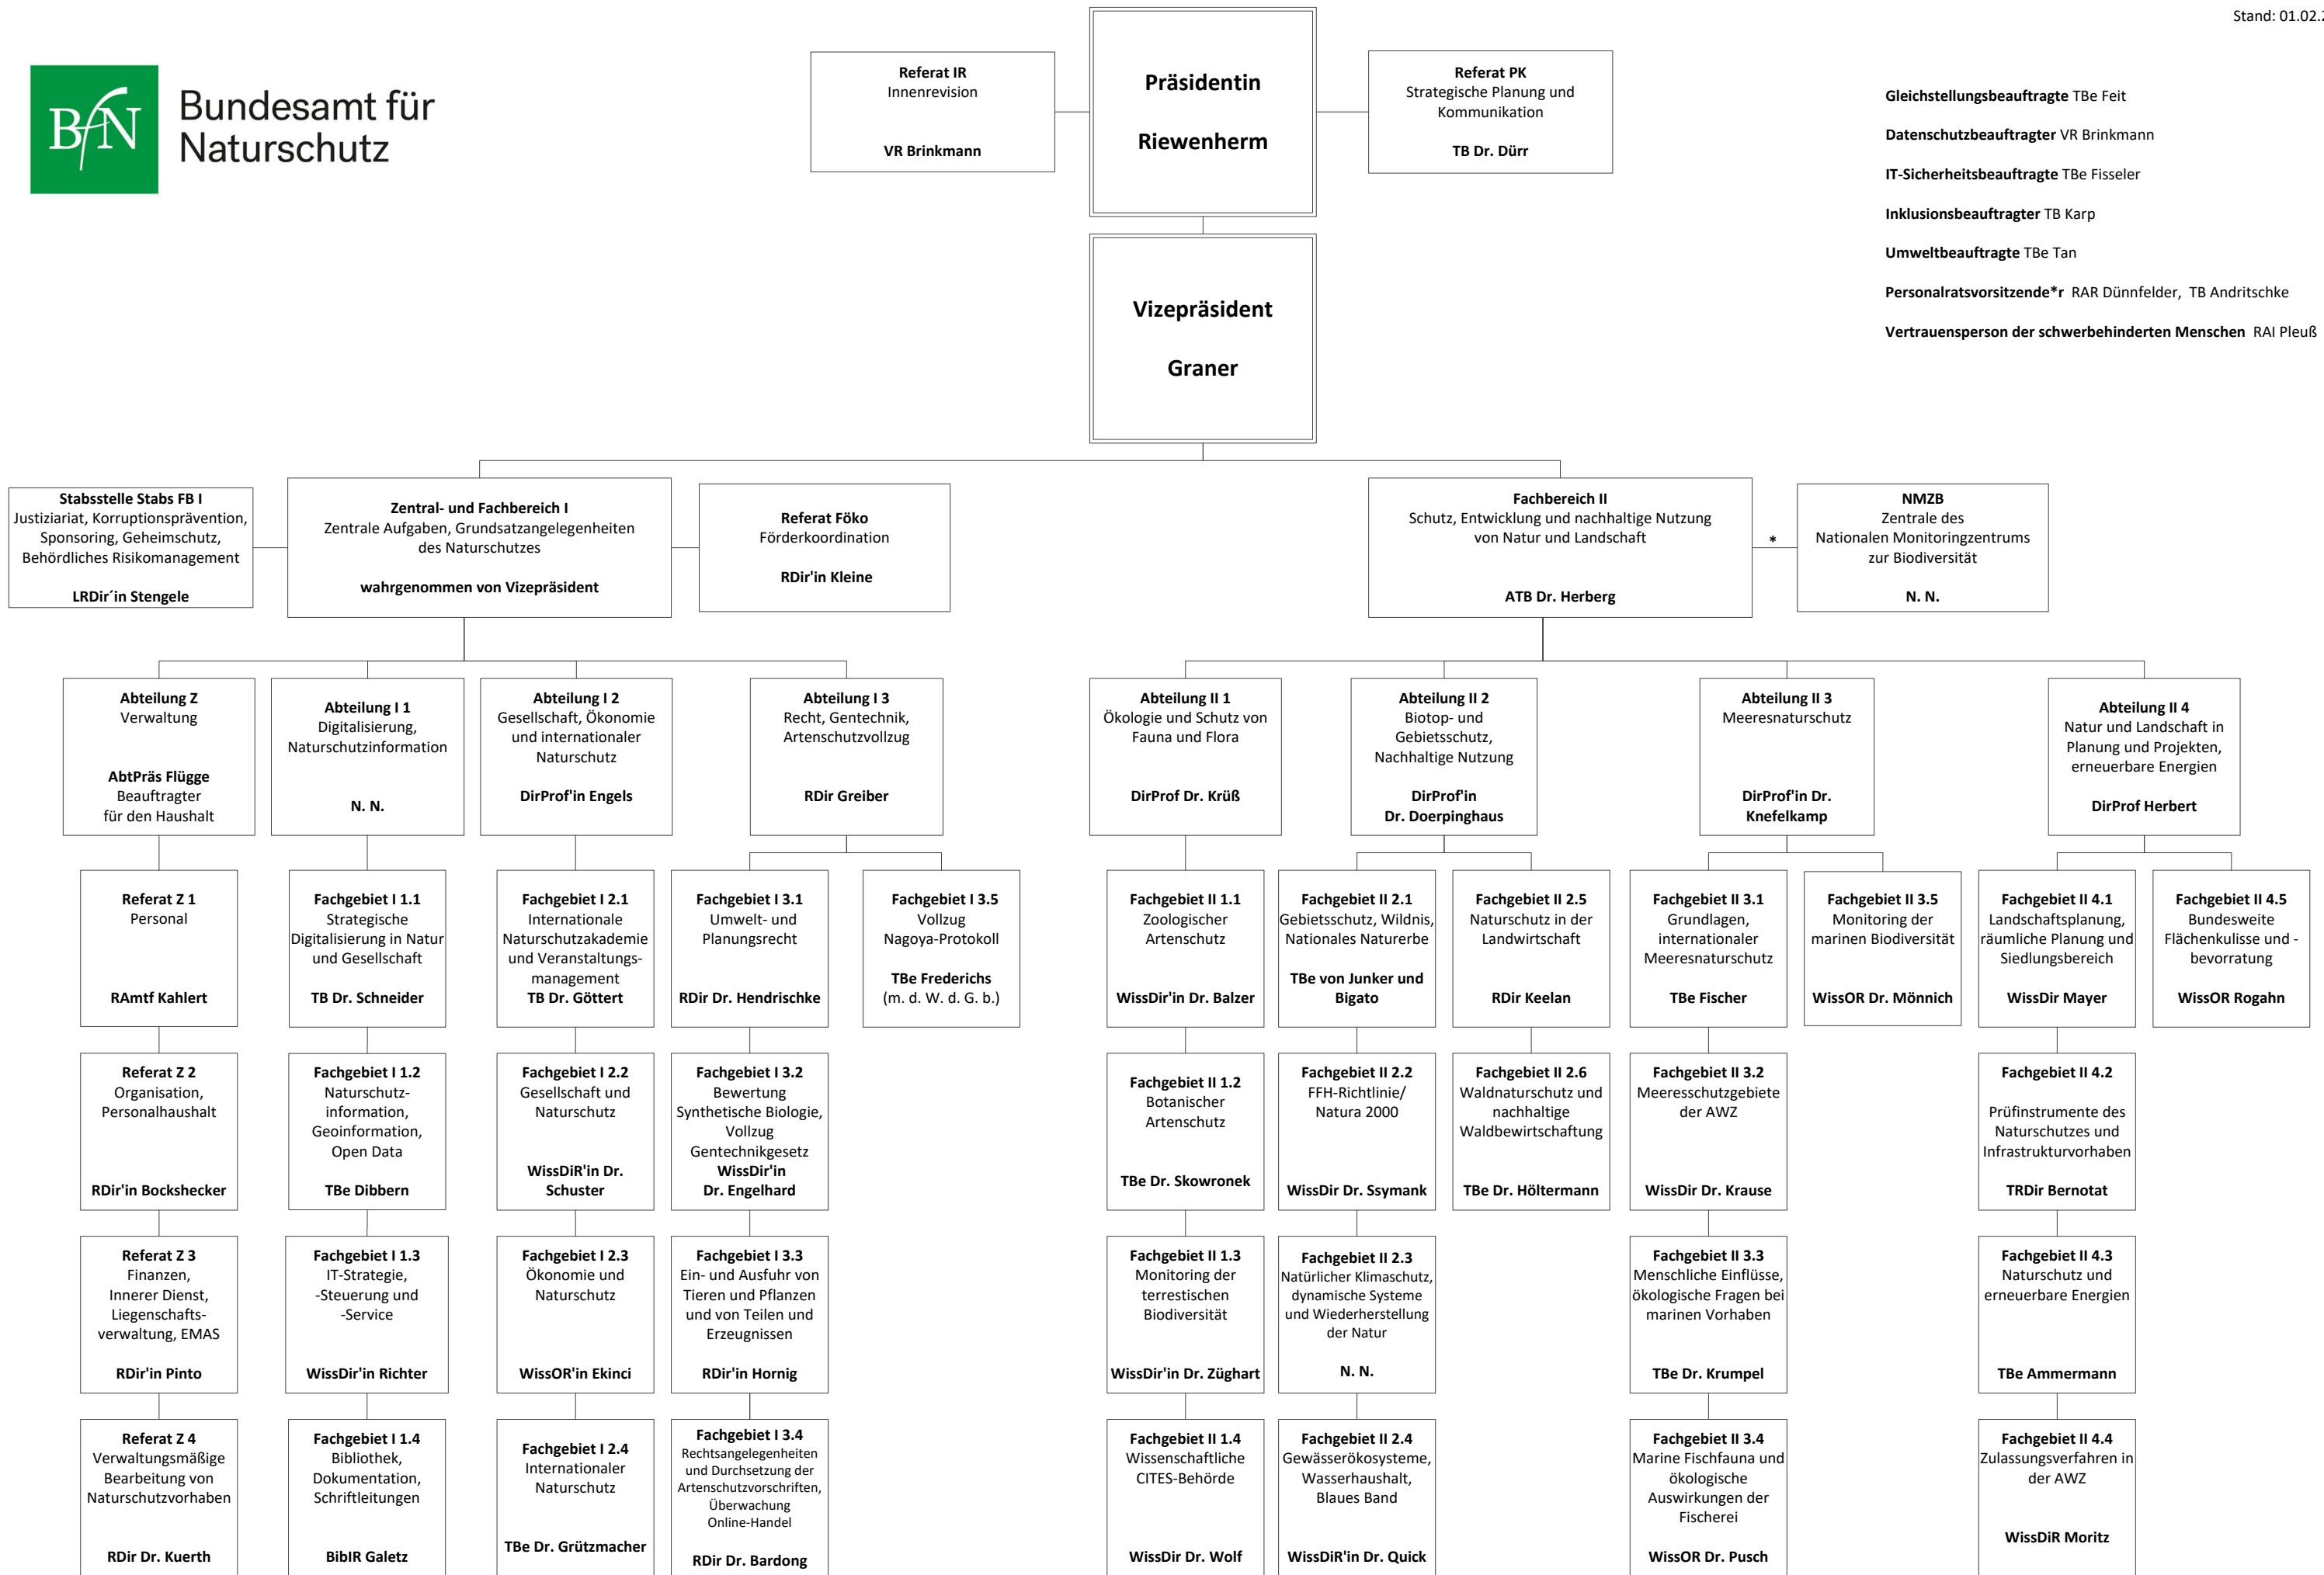 Stand: 01.02.2
BfN
Bundesamt für
Naturschutz
Referat IR
Innenrevision
VR Brinkmann
Präsidentin
Riewenherm
Referat PK
Strategische Planung und
Kommunikation
TB Dr. Dürr
Gleichstellungsbeauftragte TBe Feit
Datenschutzbeauftragter VR Brinkmann
IT-Sicherheitsbeauftragte TBe Fisseler
Inklusionsbeauftragter TB Karp
Umweltbeauftragte TBe Tan
Personalratsvorsitzende*r RAR Dünnfelder, TB Andritschke
Vertrauensperson der schwerbehinderten Menschen RAI Pleuß
Vizepräsident
Graner
Stabsstelle Stabs FB I
Justiziariat, Korruptionsprävention,
Sponsoring, Geheimschutz,
Behördliches Risikomanagement
LRDir´in Stengele
Zentral- und Fachbereich I
Zentrale Aufgaben, Grundsatzangelegenheiten
des Naturschutzes
wahrgenommen von Vizepräsident
Referat Föko
Förderkoordination
RDir'in Kleine
Fachbereich II
Schutz, Entwicklung und nachhaltige Nutzung
von Natur und Landschaft
ATB Dr. Herberg
*
NMZB
Zentrale des
Nationalen Monitoringzentrums
zur Biodiversität
N. N.
Abteilung Z
Verwaltung
AbtPräs Flügge
Beauftragter
für den Haushalt
Abteilung I 1
Digitalisierung,
Naturschutzinformation
N. N.
Abteilung I 2
Gesellschaft, Ökonomie
und internationaler
Naturschutz
DirProf'in Engels
Abteilung I 3
Recht, Gentechnik,
Artenschutzvollzug
RDir Greiber
Abteilung II 1
Ökologie und Schutz von
Fauna und Flora
DirProf Dr. Krüß
Abteilung II 2
Biotop- und
Gebietsschutz,
Nachhaltige Nutzung
DirProf'in
Dr. Doerpinghaus
Abteilung II 3
Meeresnaturschutz
DirProf'in Dr.
Knefelkamp
Abteilung II 4
Natur und Landschaft in
Planung und Projekten,
erneuerbare Energien
DirProf Herbert
Referat Z 1
Personal
RAmtf Kahlert
Fachgebiet I 1.1
Strategische
Digitalisierung in Natur
und Gesellschaft
TB Dr. Schneider
Fachgebiet I 2.1
Internationale
Naturschutzakademie
und Veranstaltungs-
management
TB Dr. Göttert
Fachgebiet I 3.1
Umwelt- und
Planungsrecht
RDir Dr. Hendrischke
Fachgebiet I 3.5
Vollzug
Nagoya-Protokoll
TBe Frederichs
(m. d. W. d. G. b.)
Fachgebiet II 1.1
Zoologischer
Artenschutz
WissDir'in Dr. Balzer
Fachgebiet II 2.1
Gebietsschutz, Wildnis,
Nationales Naturerbe
TBe von Junker und
Bigato
Fachgebiet II 2.5
Naturschutz in der
Landwirtschaft
RDir Keelan
Fachgebiet II 3.1
Grundlagen,
internationaler
Meeresnaturschutz
TBe Fischer
Fachgebiet II 3.5
Monitoring der
marinen Biodiversität
WissOR Dr. Mönnich
Fachgebiet II 4.1
Landschaftsplanung,
räumliche Planung und
Siedlungsbereich
WissDir Mayer
Fachgebiet II 4.5
Bundesweite
Flächenkulisse und -
bevorratung
WissOR Rogahn
Referat Z 2
Organisation,
Personalhaushalt
RDir'in Bockshecker
Fachgebiet I 1.2
Naturschutz-
information,
Geoinformation,
Open Data
TBe Dibbern
Fachgebiet I 2.2
Gesellschaft und
Naturschutz
WissDiR'in Dr.
Schuster
Fachgebiet I 3.2
Bewertung
Synthetische Biologie,
Vollzug
Gentechnikgesetz
WissDir'in
Dr. Engelhard
Fachgebiet II 1.2
Botanischer
Artenschutz
TBe Dr. Skowronek
Fachgebiet II 2.2
FFH-Richtlinie/
Natura 2000
WissDir Dr. Ssymank
Fachgebiet II 2.6
Waldnaturschutz und
nachhaltige
Waldbewirtschaftung
TBe Dr. Höltermann
Fachgebiet II 3.2
Meeresschutzgebiete
der AWZ
WissDir Dr. Krause
Fachgebiet II 4.2
Prüfinstrumente des
Naturschutzes und
Infrastrukturvorhaben
TRDir Bernotat
Referat Z 3
Finanzen,
Innerer Dienst,
Liegenschafts-
verwaltung, EMAS
RDir'in Pinto
Fachgebiet I 1.3
IT-Strategie,
-Steuerung und
-Service
WissDir'in Richter
Fachgebiet I 2.3
Ökonomie und
Naturschutz
WissOR'in Ekinci
Fachgebiet I 3.3
Ein- und Ausfuhr von
Tieren und Pflanzen
und von Teilen und
Erzeugnissen
RDir'in Hornig
Fachgebiet II 1.3
Monitoring der
terrestischen
Biodiversität
WissDir'in Dr. Züghart
Fachgebiet II 2.3
Natürlicher Klimaschutz,
dynamische Systeme
und Wiederherstellung
der Natur
N. N.
Fachgebiet II 3.3
Menschliche Einflüsse,
ökologische Fragen bei
marinen Vorhaben
TBe Dr. Krumpel
Fachgebiet II 4.3
Naturschutz und
erneuerbare Energien
TBe Ammermann
Referat Z 4
Verwaltungsmäßige
Bearbeitung von
Naturschutzvorhaben
RDir Dr. Kuerth
Fachgebiet I 1.4
Bibliothek,
Dokumentation,
Schriftleitungen
BiblR Galetz
Fachgebiet I 2.4
Internationaler
Naturschutz
TBe Dr. Grützmacher
Fachgebiet I 3.4
Rechtsangelegenheiten
und Durchsetzung der
Artenschutzvorschriften,
Überwachung
Online-Handel
RDir Dr. Bardong
Fachgebiet II 1.4
Wissenschaftliche
CITES-Behörde
WissDir Dr. Wolf
Fachgebiet II 2.4
Gewässerökosysteme,
Wasserhaushalt,
Blaues Band
WissDiR'in Dr. Quick
Fachgebiet II 3.4
Marine Fischfauna und
ökologische
Auswirkungen der
Fischerei
WissOR Dr. Pusch
Fachgebiet II 4.4
Zulassungsverfahren in
der AWZ
WissDiR Moritz